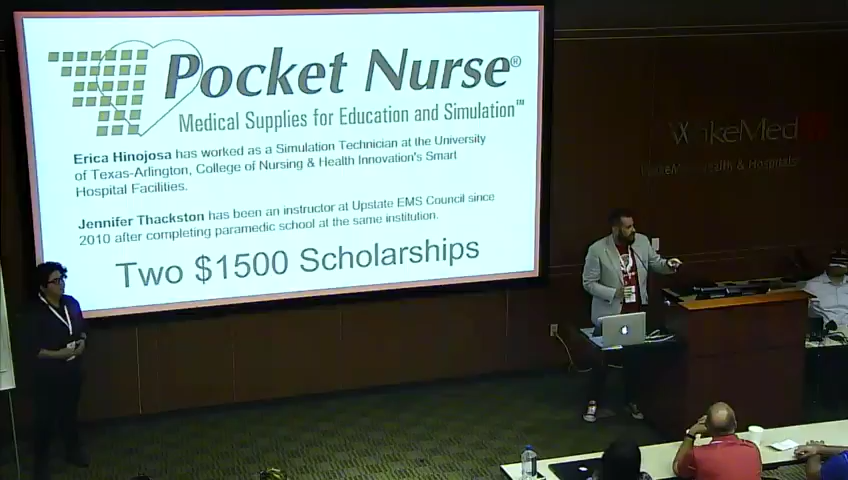 Pocket Nurse®
Medical Supplies for Education and Simulation™
Erica Hinojosa has worked as a Simulation Technician at the University
of Texas-Arlington, College of Nursing & Health Innovation's Smart
Hospital Facilities.
Jennifer Thackston has been an instructor at Upstate EMS Council since
2010 after completing paramedic school at the same institution.
Two $1500 Scholarships
WakeMed
WakeMed Health & Hospitals